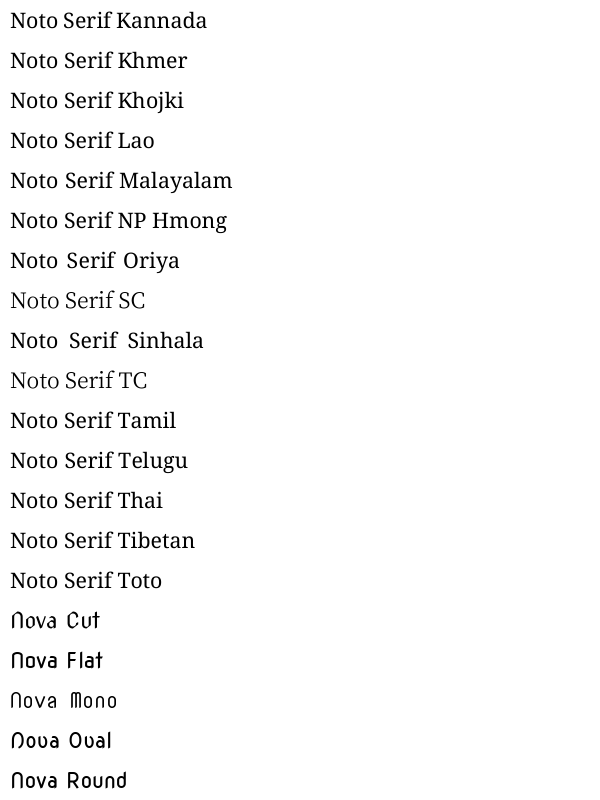 Noto Serif Kannada
Noto Serif Khmer
Noto Serif Khojki
Noto Serif Lao
Noto Serif Malayalam
Noto Serif NP Hmong
Noto Serif Oriya
Noto Serif SC
Noto Serif Sinhala
Noto Serif TC
Noto Serif Tamil
Noto Serif Telugu
Noto Serif Thai
Noto Serif Tibetan
Noto Serif Toto
Nova Cut
Nova Flat
Nova Mono
Nova Oval
Nova Round